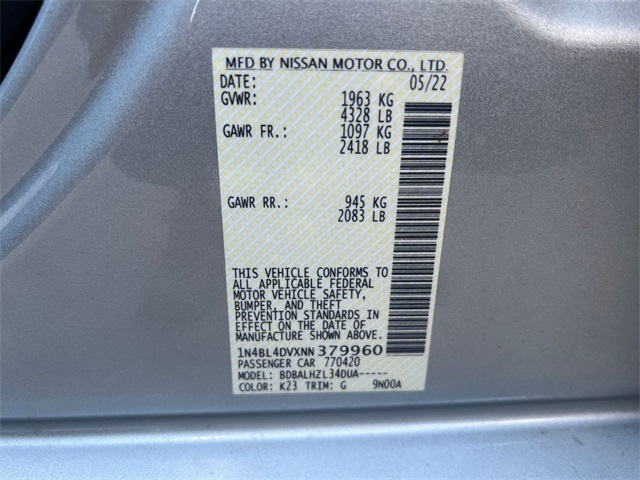 MFD BY NISSAN MOTOR CO., LTD.
DATE: 05/22
GVWR: 1963 KG
4328 LB
GAWR FR.: 1097 KG
2418 LB
GAWR RR.: 945 KG
2083 LB
THIS VEHICLE CONFORMS TO
ALL APPLICABLE FEDERAL
MOTOR VEHICLE SAFETY,
BUMPER, AND THEFT
PREVENTION STANDARDS IN
EFFECT ON THE DATE OF
MANUFACTURE SHOWN ABOVE.
1N4BL4DVXNN379960
PASSENGER CAR 770420
MODEL: BDBALHZL34DUA-----
COLOR: K23 TRIM: G 9N00A